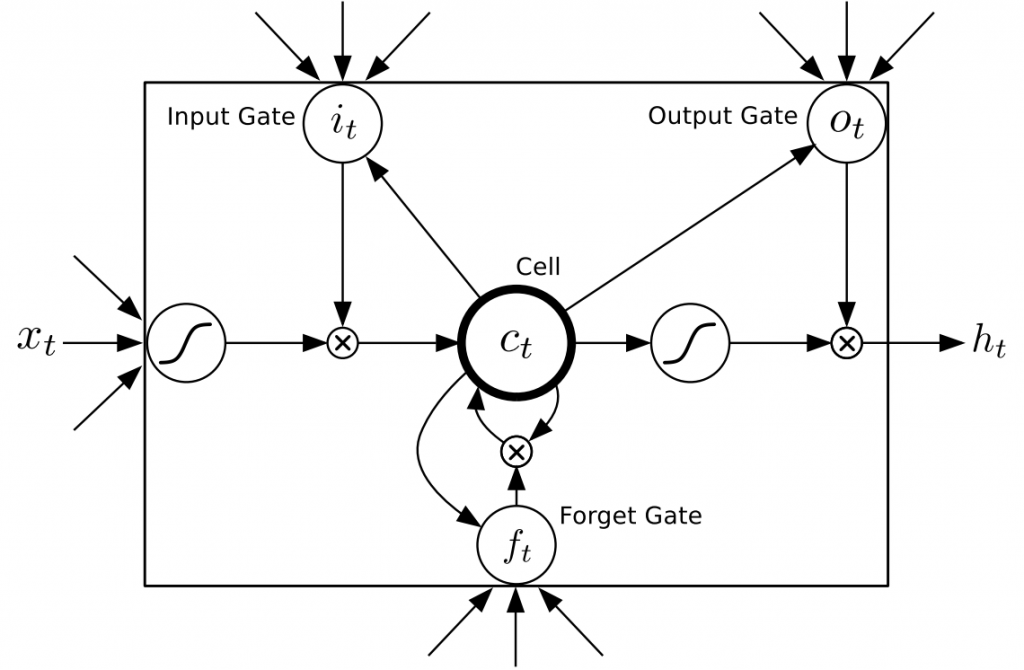 Input Gate
i_t
Output Gate
o_t
Cell
x_t
c_t
h_t
Forget Gate
f_t